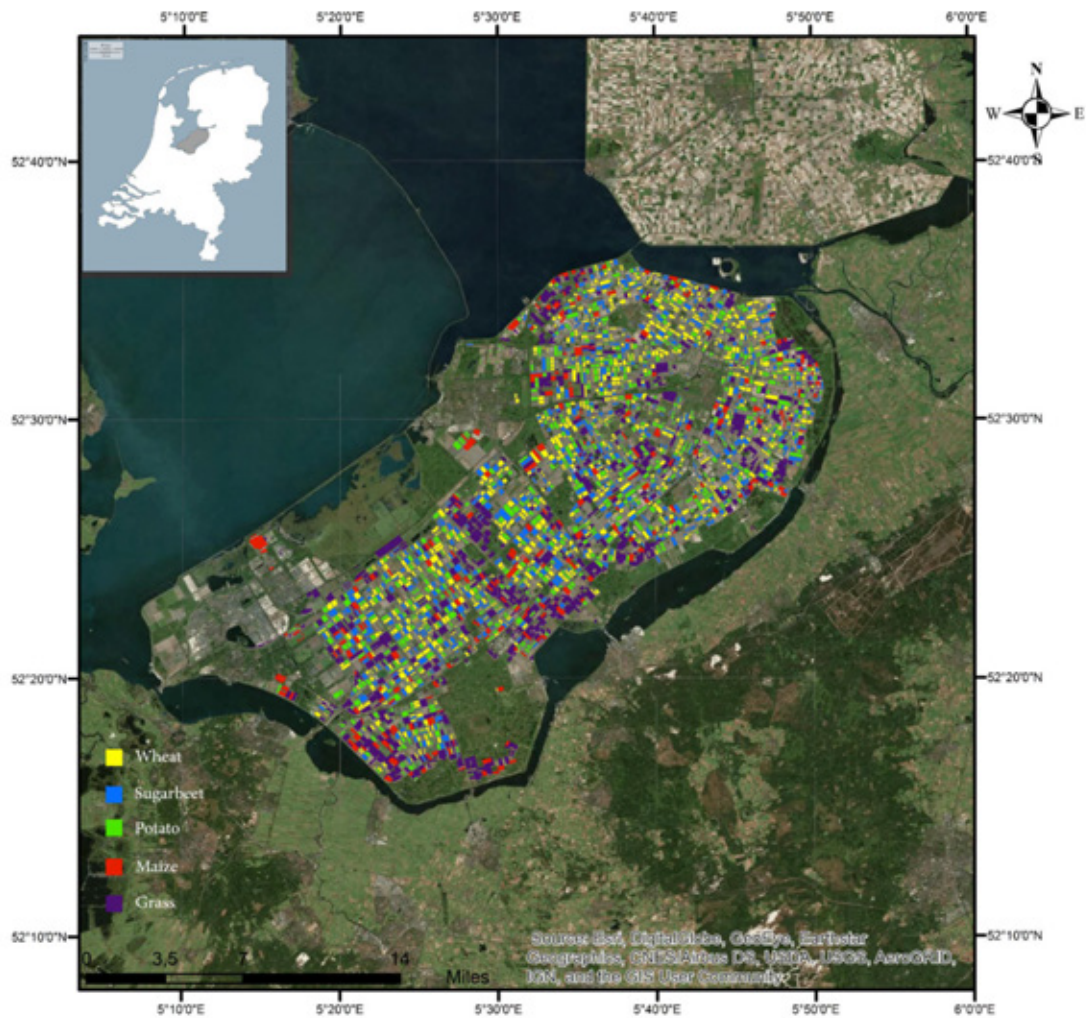 5°10'0"E 5°20'0"E 5°30'0"E 5°40'0"E 5°50'0"E 6°0'0"E
N
W E
S
52°40'0"N 52°40'0"N
52°30'0"N 52°30'0"N
52°20'0"N 52°20'0"N
Wheat
Sugarbeet
Potato
Maize
Grass
52°10'0"N 52°10'0"N
Source: Esri, DigitalGlobe, GeoEye, Earthstar
Geographics, CNES/Airbus DS, USDA, USGS, AeroGRID,
IGN, and the GIS User Community
0 3,5 7 14
Miles
5°10'0"E 5°20'0"E 5°30'0"E 5°40'0"E 5°50'0"E 6°0'0"E